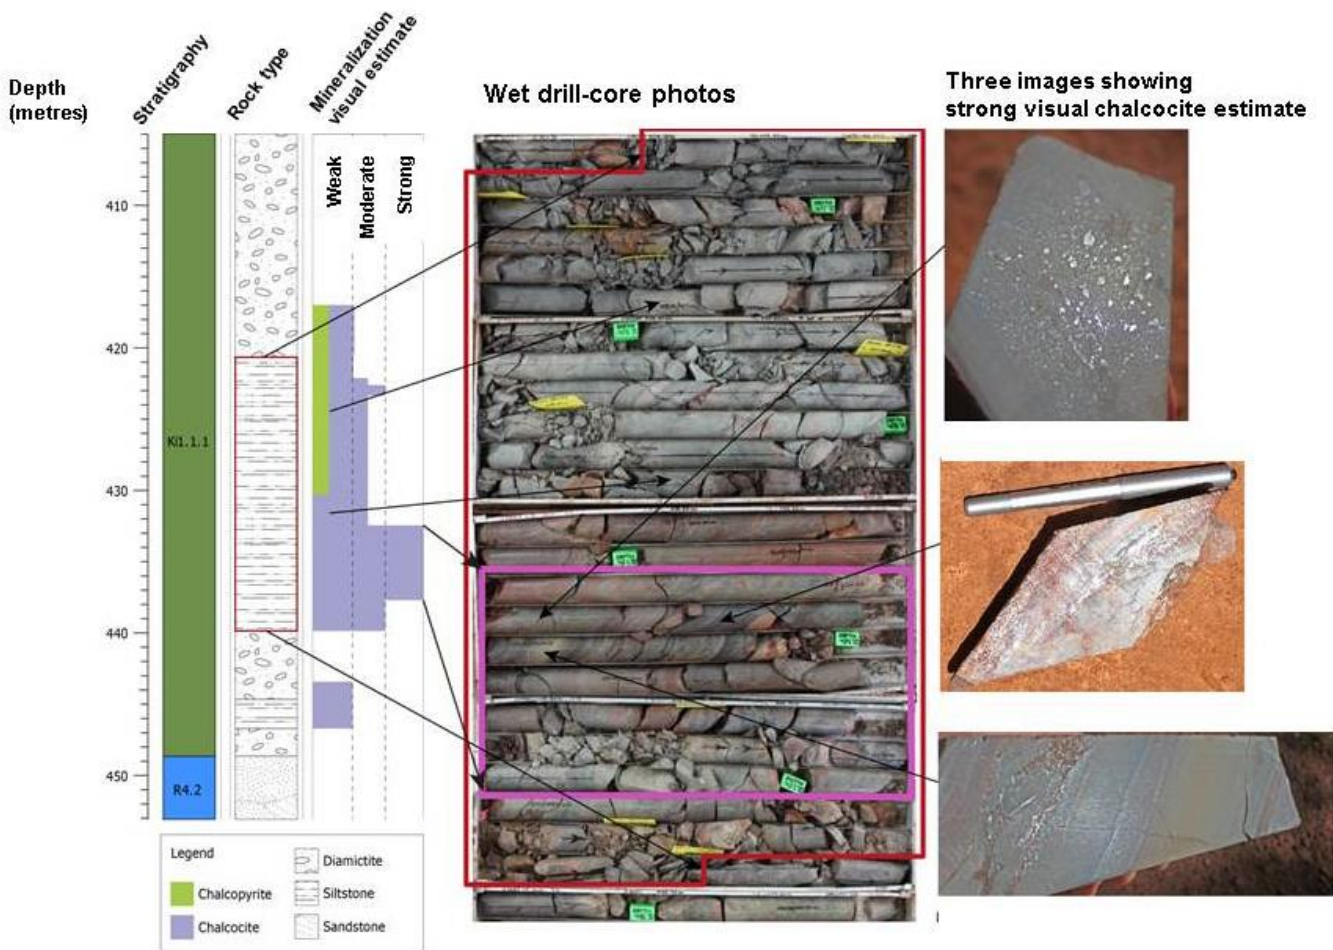 Depth
(metres)
Stratigraphy
Rock type
Mineralization
visual estimate
Wet drill-core photos
Three images showing
strong visual chalcocite estimate
Weak
Moderate
Strong
410
420
430
440
450
Ki1.1.1
R4.2
Legend
Chalcopyrite
Chalcocite
Diamictite
Siltstone
Sandstone